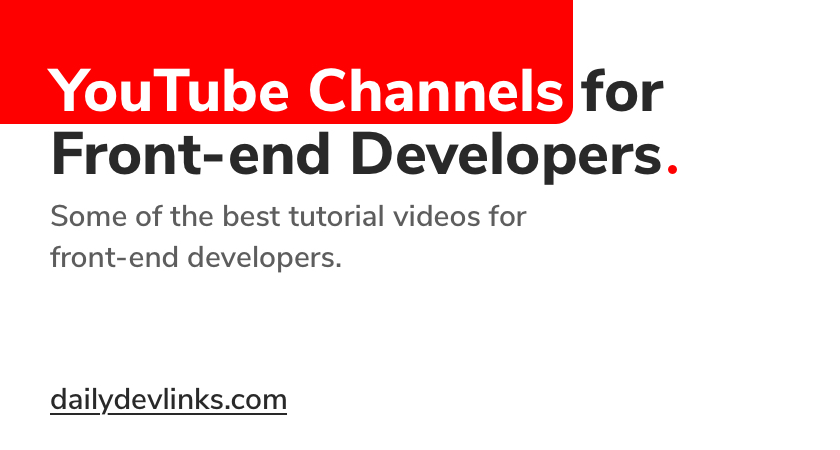 YouTube Channels for
Front-end Developers.
Some of the best tutorial videos for
front-end developers.
dailydevlinks.com